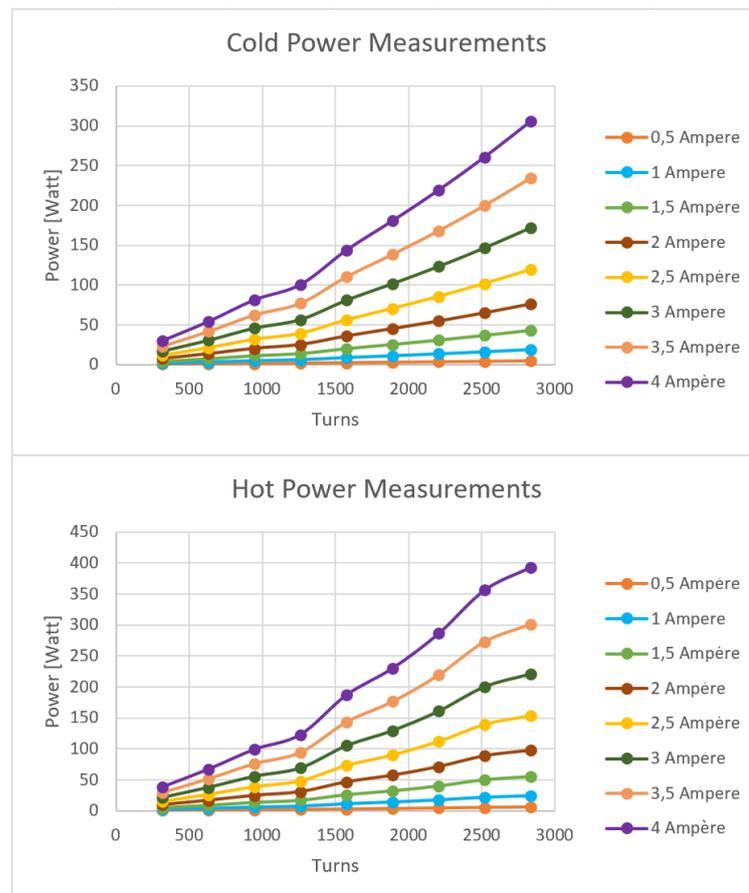 Cold Power Measurements
350
300
250
200
150
100
50
0
Power [Watt]
0 500 1000 1500 2000 2500 3000
Turns
0,5 Ampere
1 Ampere
1,5 Ampère
2 Ampère
2,5 Ampère
3 Ampère
3,5 Ampère
4 Ampère
Hot Power Measurements
450
400
350
300
250
200
150
100
50
0
Power [Watt]
0 500 1000 1500 2000 2500 3000
Turns
0,5 Ampère
1 Ampere
1,5 Ampère
2 Ampère
2,5 Ampère
3 Ampère
3,5 Ampère
4 Ampère